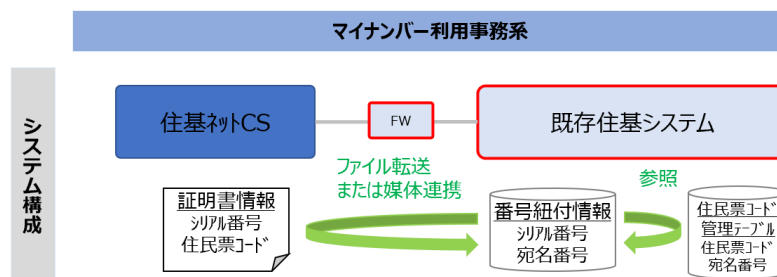 マイナンバー利用事務系
システム構成
住基ネットCS
FW
既存住基システム
ファイル転送
または媒体連携
参照
証明書情報
ｼﾘｱﾙ番号
住民票ｺｰﾄﾞ
番号紐付情報
ｼﾘｱﾙ番号
宛名番号
住民票ｺｰﾄﾞ
管理ﾃｰﾌﾞﾙ
住民票ｺｰﾄﾞ
宛名番号